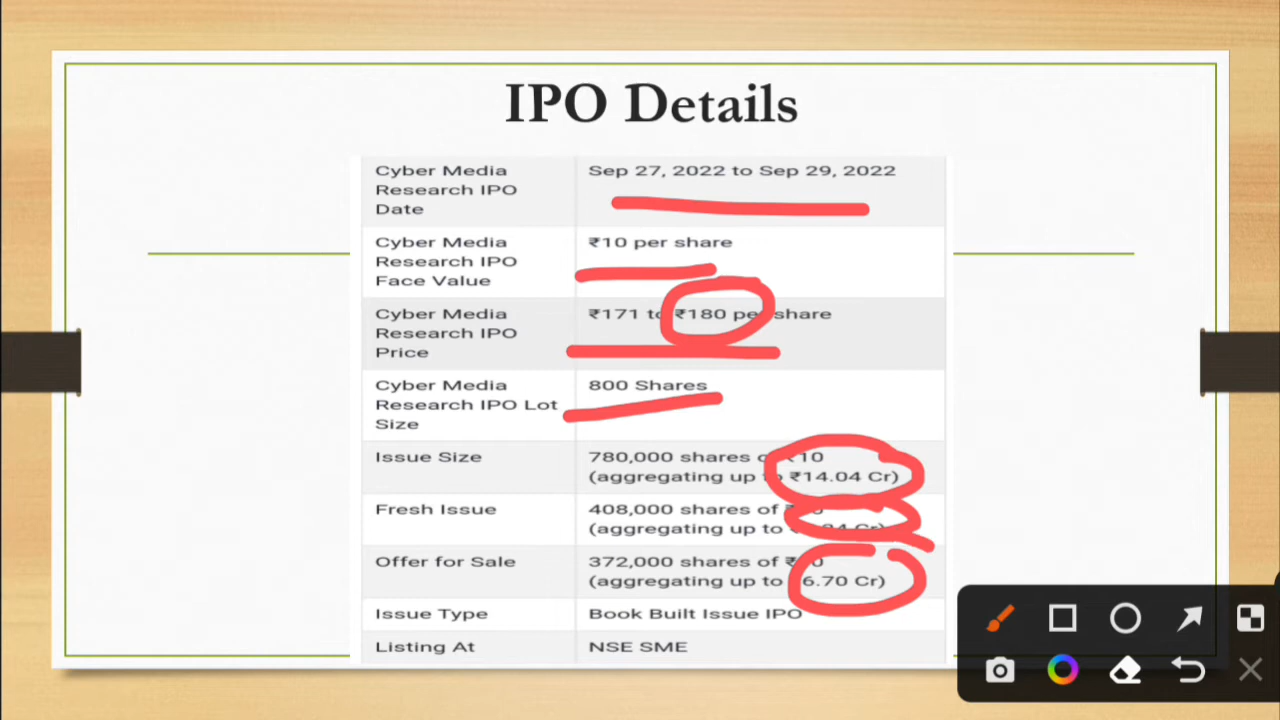 IPO Details
Cyber Media
Research IPO
Date
Sep 27, 2022 to Sep 29, 2022
Cyber Media
Research IPO
Face Value
₹10 per share
Cyber Media
Research IPO
Price
₹171 to ₹180 per share
Cyber Media
Research IPO Lot
Size
800 Shares
Issue Size
780,000 shares of ₹10
(aggregating up to ₹14.04 Cr)
Fresh Issue
408,000 shares of
(aggregating up to Cr)
Offer for Sale
372,000 shares of
(aggregating up to 6.70 Cr)
Issue Type
Book Built Issue IPO
Listing At
NSE SME